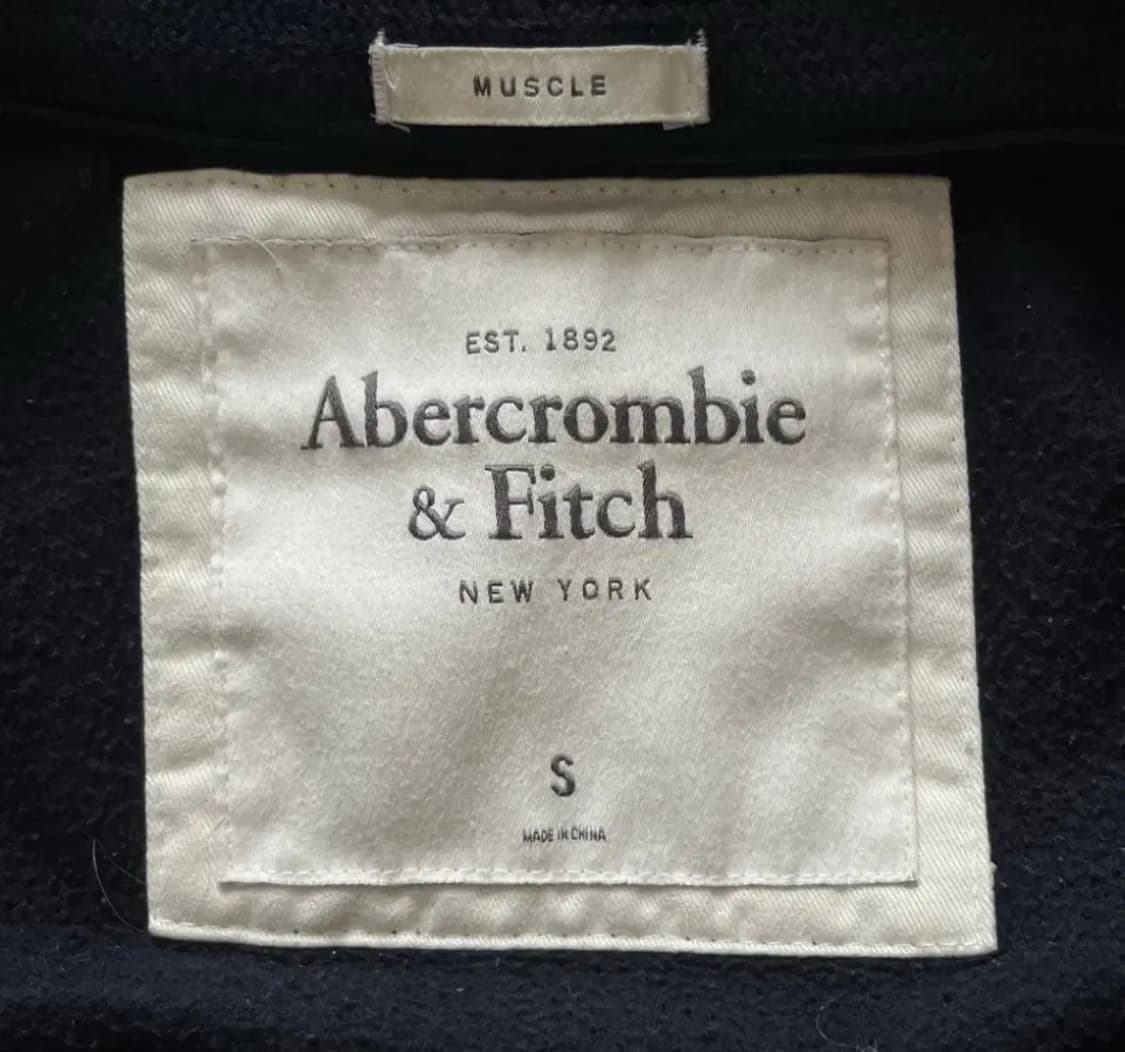 MUSCLE
EST. 1892
Abercrombie
& Fitch
NEW YORK
S
MADE IN CHINA